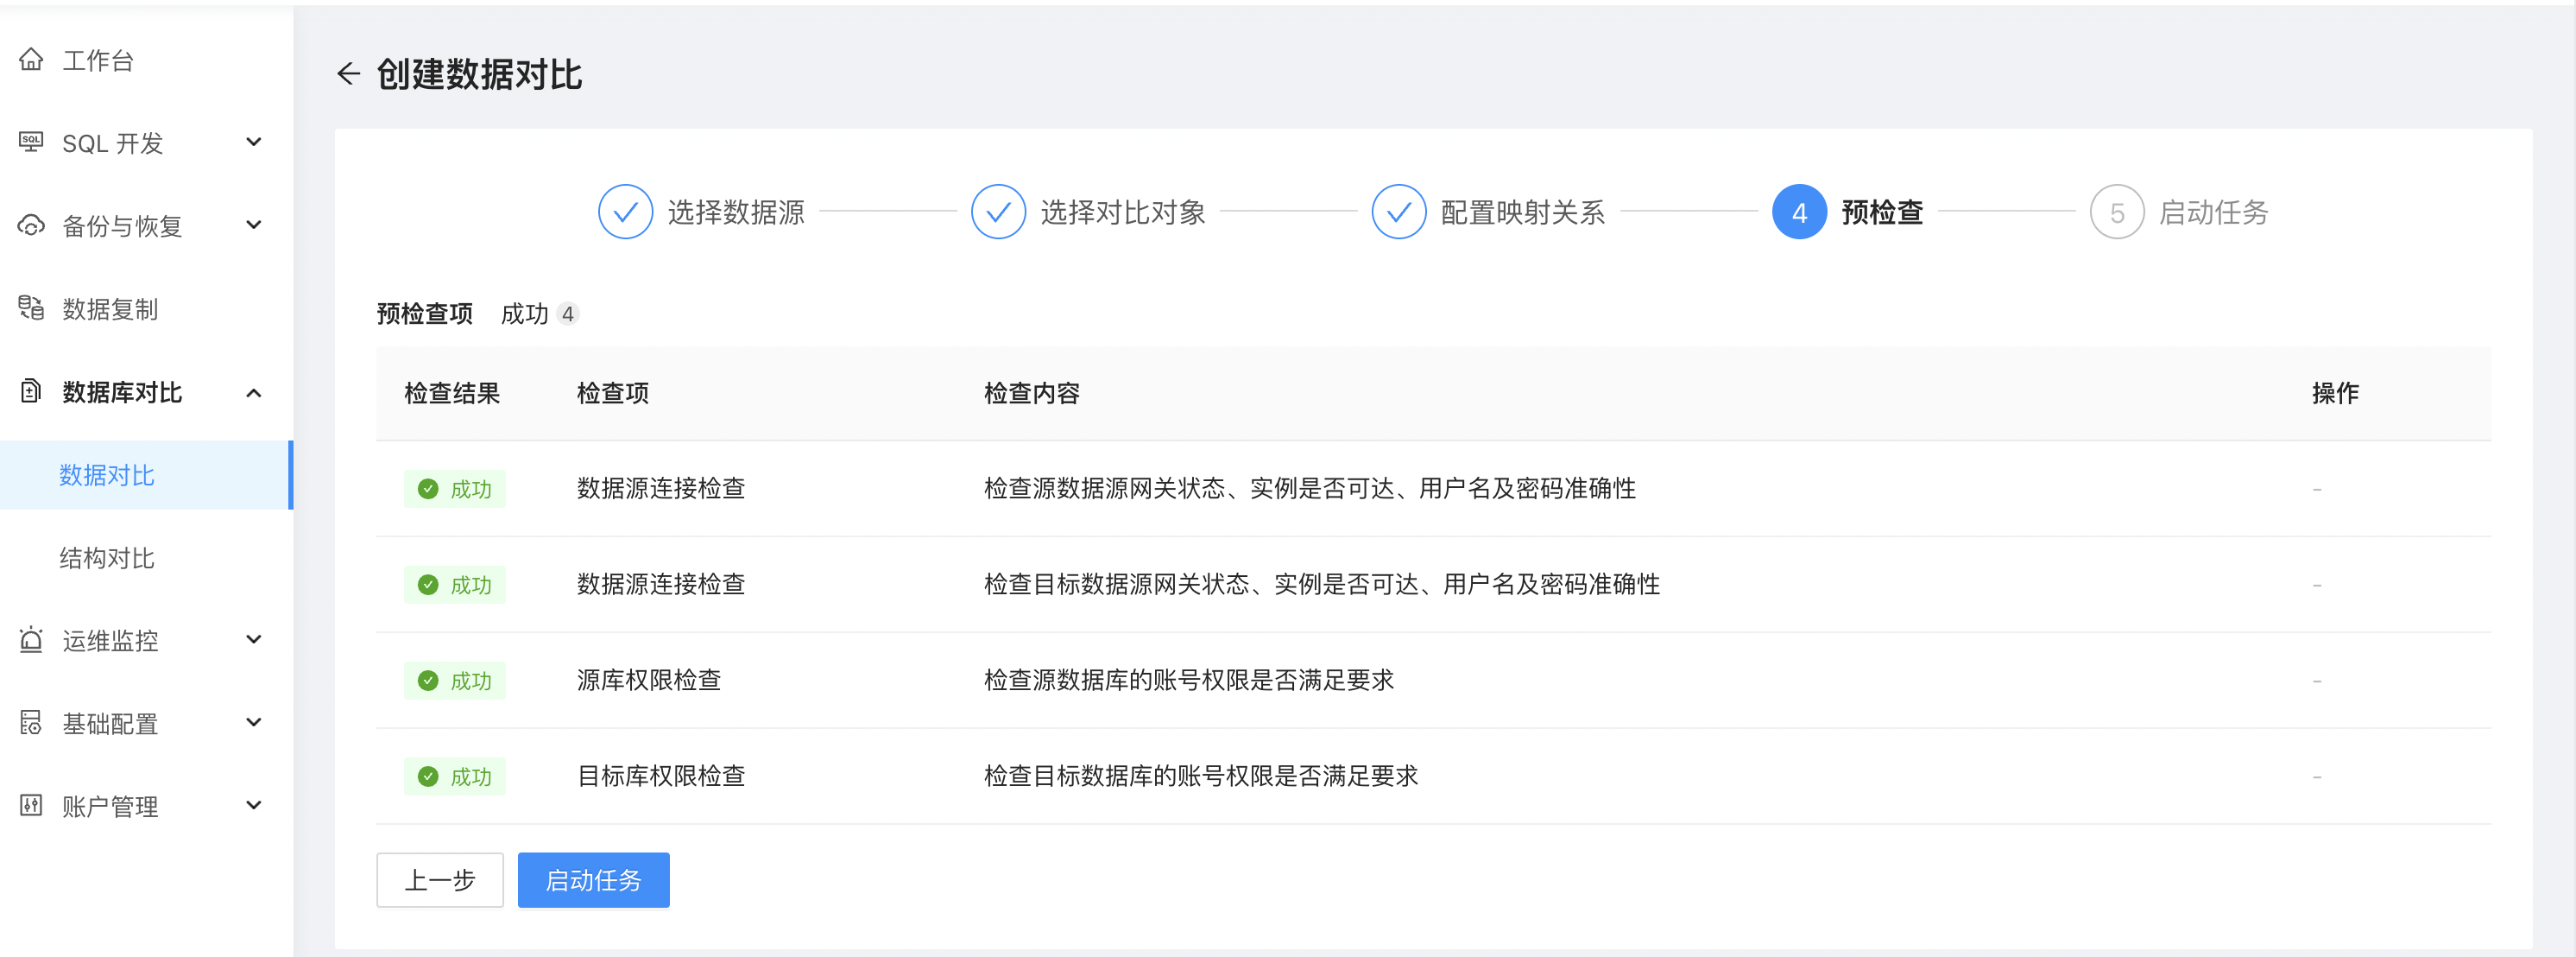 工作台
SQL 开发
备份与恢复
数据复制
数据库对比
数据对比
结构对比
运维监控
基础配置
账户管理
创建数据对比
选择数据源 选择对比对象 配置映射关系 4 预检查 5 启动任务
预检查项 成功 4
检查结果 检查项 检查内容 操作
成功 数据源连接检查 检查源数据源网关状态、实例是否可达、用户名及密码准确性 -
成功 数据源连接检查 检查目标数据源网关状态、实例是否可达、用户名及密码准确性 -
成功 源库权限检查 检查源数据库的账号权限是否满足要求 -
成功 目标库权限检查 检查目标数据库的账号权限是否满足要求 -
上一步 启动任务